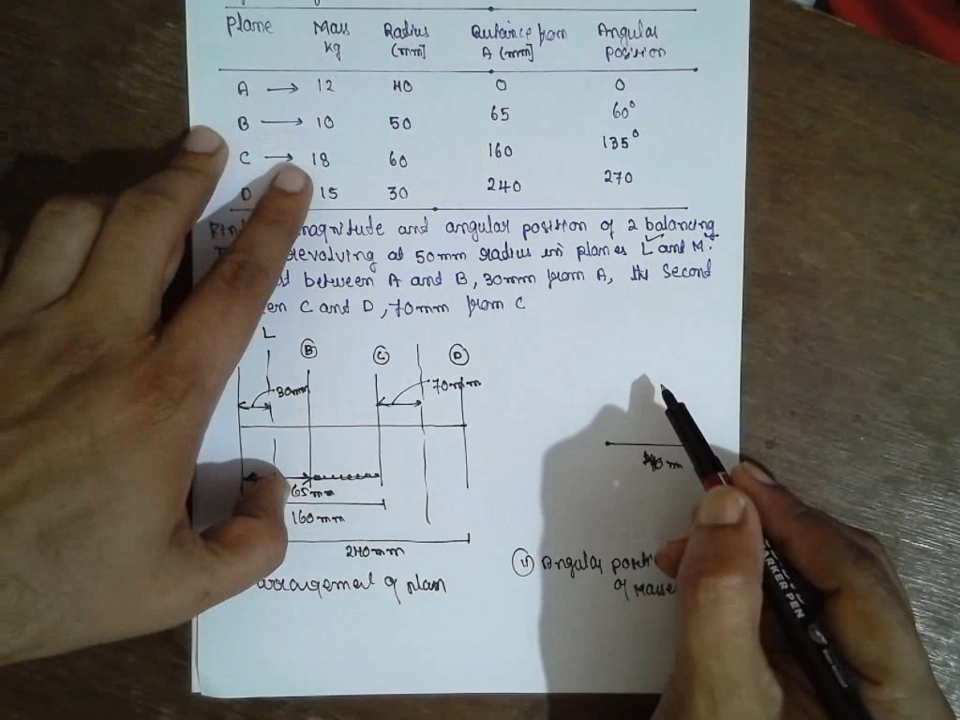 Plane Mass Radius Distance from Angular
kg (mm) A (mm) position
A → 12 40 0 0
B → 10 50 65 60°
C → 18 60 160 135°
D 15 30 240 270
magnitude and angular position of 2 balancing
revolving at 50mm radius in planes L and M.
between A and B, 30mm from A, the second
C and D, 70mm from C
L
B C D
30mm 70mm
65mm
160mm
240mm
arrangement of plan
m
(ii) Angular
of
MARKER PEN